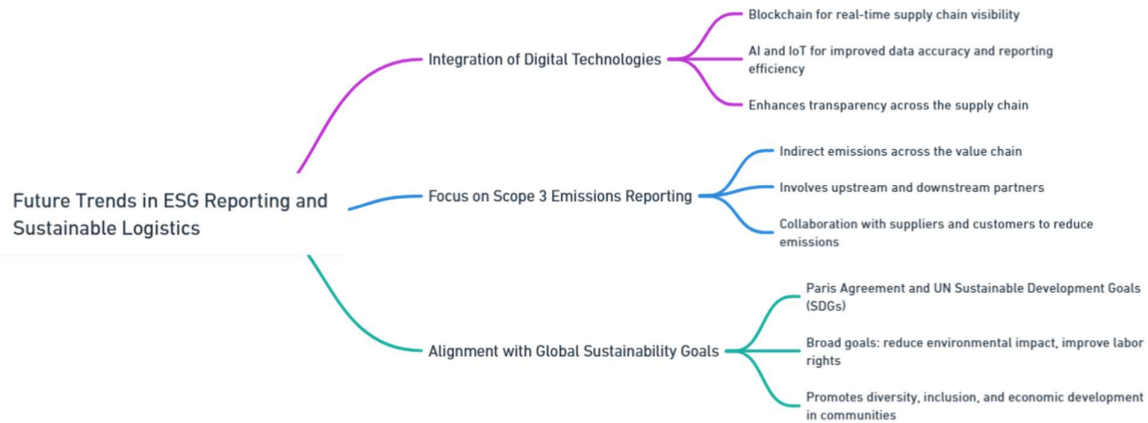 Future Trends in ESG Reporting and
Sustainable Logistics
Integration of Digital Technologies
Blockchain for real-time supply chain visibility
AI and IoT for improved data accuracy and reporting
efficiency
Enhances transparency across the supply chain
Focus on Scope 3 Emissions Reporting
Indirect emissions across the value chain
Involves upstream and downstream partners
Collaboration with suppliers and customers to reduce
emissions
Alignment with Global Sustainability Goals
Paris Agreement and UN Sustainable Development Goals
(SDGs)
Broad goals: reduce environmental impact, improve labor
rights
Promotes diversity, inclusion, and economic development
in communities